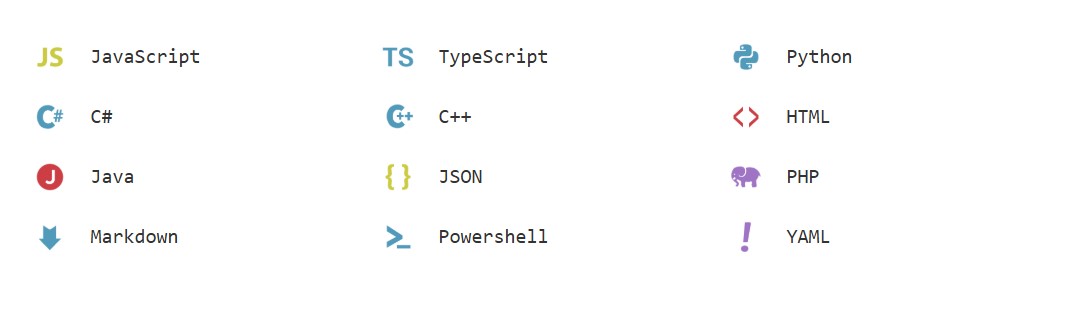 JS JavaScript TS TypeScript Python
C# C# C++ C++ HTML
J Java { } JSON PHP
Markdown >_ Powershell ! YAML